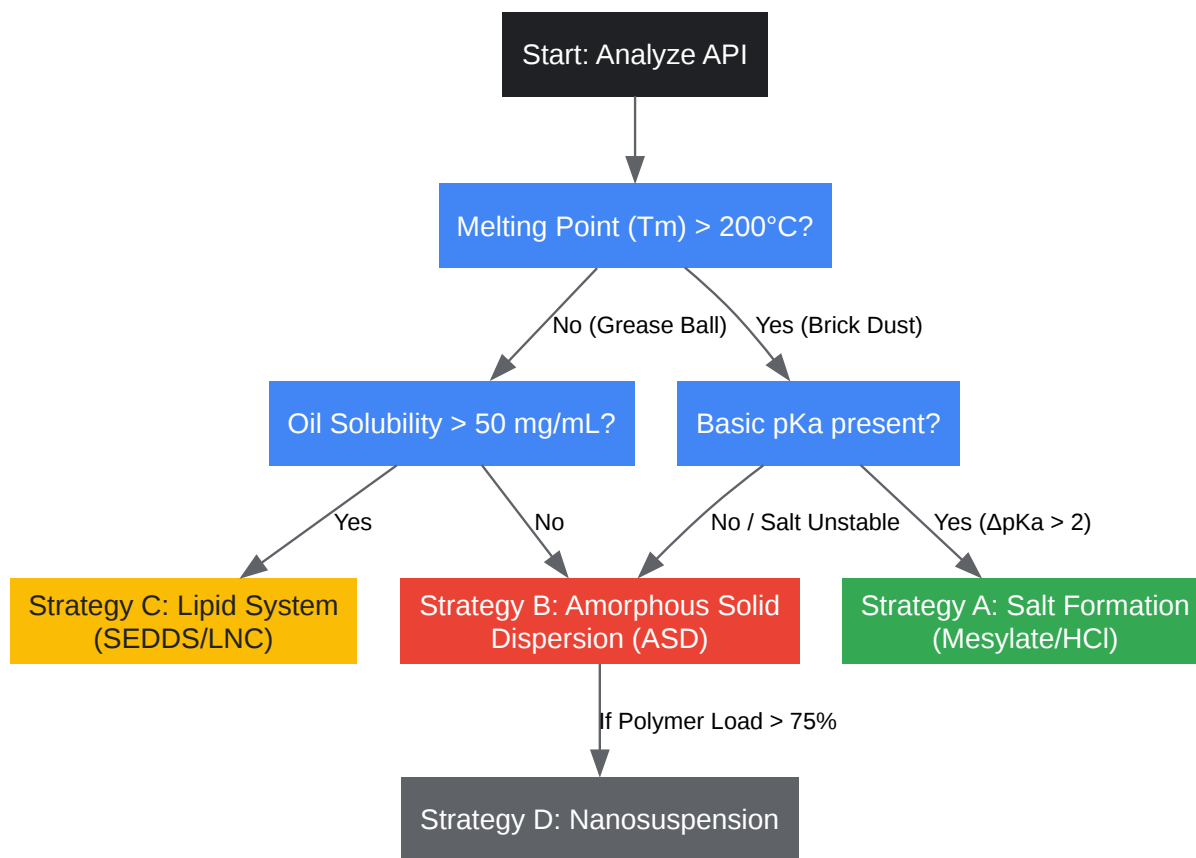 Start: Analyze API
Melting Point (Tm) > 200°C?
No (Grease Ball)
Yes (Brick Dust)
Oil Solubility > 50 mg/mL?
Basic pKa present?
Yes
No
No / Salt Unstable
Yes (ΔpKa > 2)
Strategy C: Lipid System
(SEDDS/LNC)
Strategy B: Amorphous Solid
Dispersion (ASD)
Strategy A: Salt Formation
(Mesylate/HCl)
If Polymer Load > 75%
Strategy D: Nanosuspension